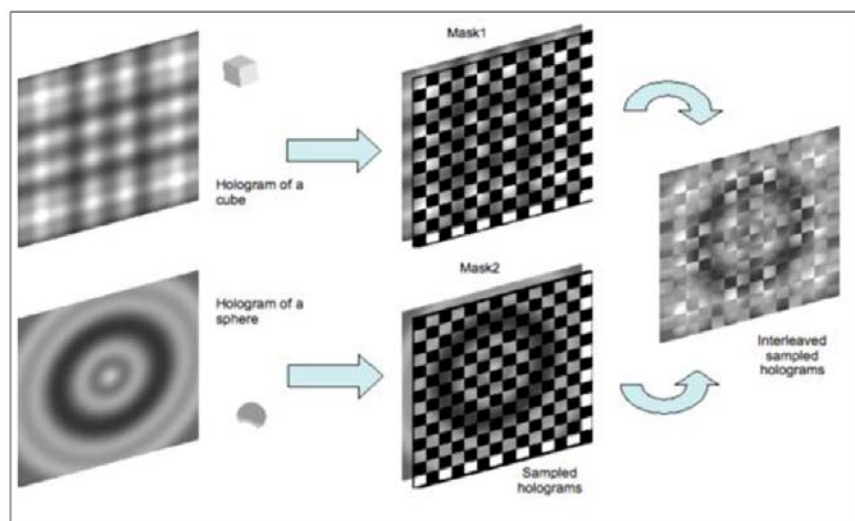 Mask1
Hologram of a
cube
Mask2
Hologram of a
sphere
Interleaved
sampled
holograms
Sampled
holograms